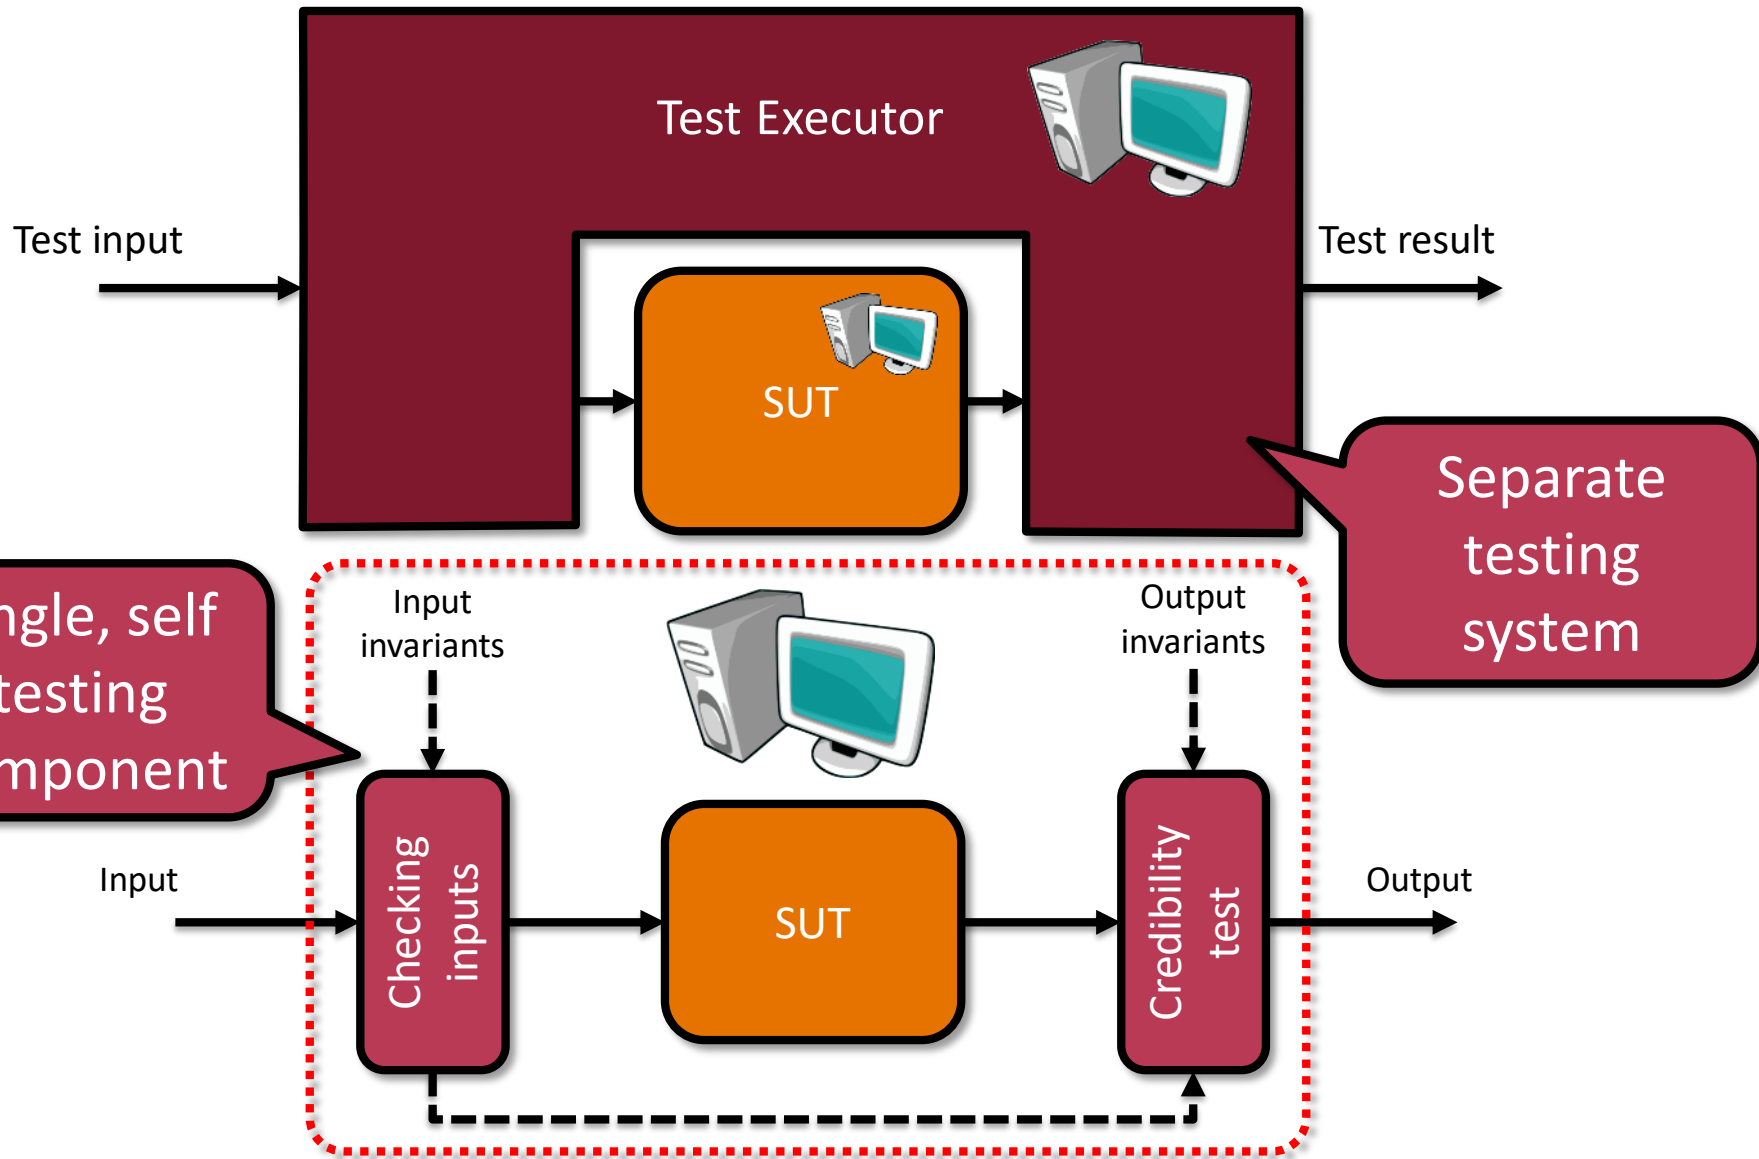 Test Executor
Test input
Test result
SUT
Separate
testing
system
ngle, self
testing
mponent
Input
invariants
Output
invariants
Input
Checking
inputs
SUT
Credibility
test
Output